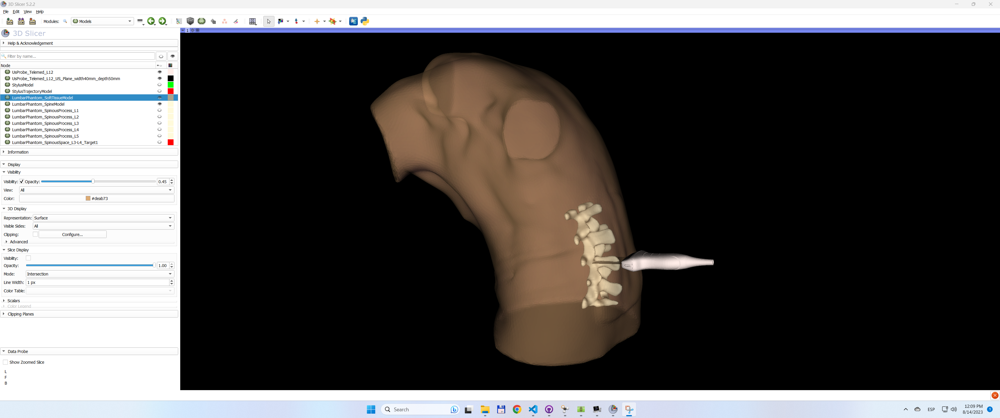 3D Slicer 5.2.2
File Edit View Help
DATA DCM SAVE Modules: Models
1
3D Slicer
Help & Acknowledgement
Filter by name...
Node
UsProbe_Telemed_L12
UsProbe_Telemed_L12_US_Plane_width40mm_depth50mm
StylusModel
StylusTrajectoryModel
LumbarPhantom_SoftTissueModel
LumbarPhantom_SpineModel
LumbarPhantom_SpinousProcess_L1
LumbarPhantom_SpinousProcess_L2
LumbarPhantom_SpinousProcess_L3
LumbarPhantom_SpinousProcess_L4
LumbarPhantom_SpinousProcess_L5
LumbarPhantom_SpinousSpace_L3-L4_Target1
Information
Display
Visibility
Visibility: Opacity: 0.45
View: All
Color: #deab73
3D Display
Representation: Surface
Visible Sides: All
Clipping: Configure...
Advanced
Slice Display
Visibility:
Opacity: 1.00
Mode: Intersection
Line Width: 1 px
Color Table:
Scalars
Color Legend
Clipping Planes
Data Probe
Show Zoomed Slice
L
F
B
Search
ESP
12:09 PM
8/14/2023
1